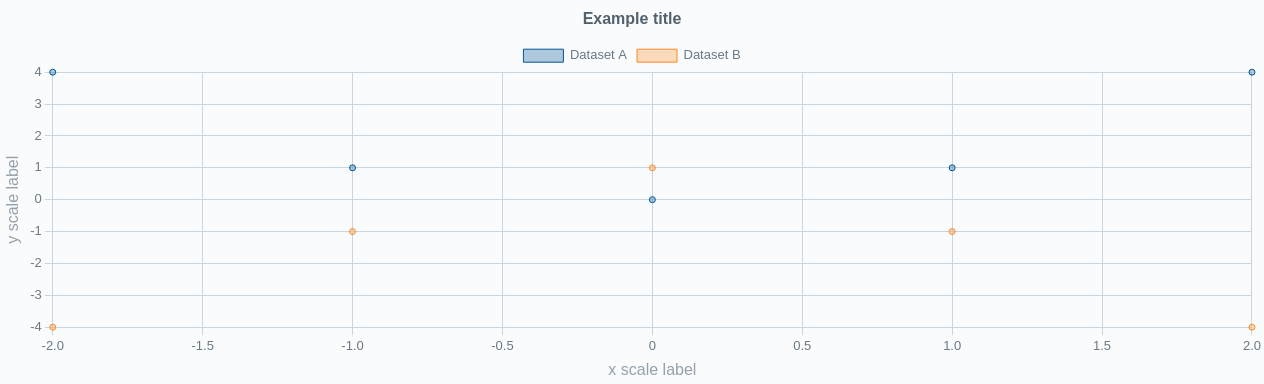 Example title
Dataset A Dataset B
4
3
2
1
0
-1
-2
-3
-4
y scale label
-2.0 -1.5 -1.0 -0.5 0 0.5 1.0 1.5 2.0
x scale label